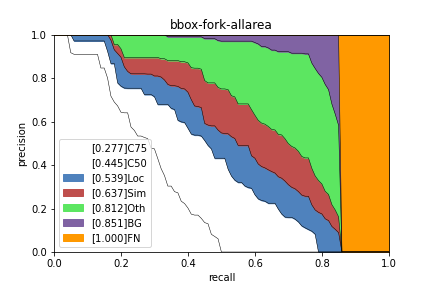 bbox-fork-allarea
1.0
0.8
0.6
0.4
0.2
0.0
precision
[0.277]C75
[0.445]C50
[0.539]Loc
[0.637]Sim
[0.812]Oth
[0.851]BG
[1.000]FN
0.0 0.2 0.4 0.6 0.8 1.0
recall